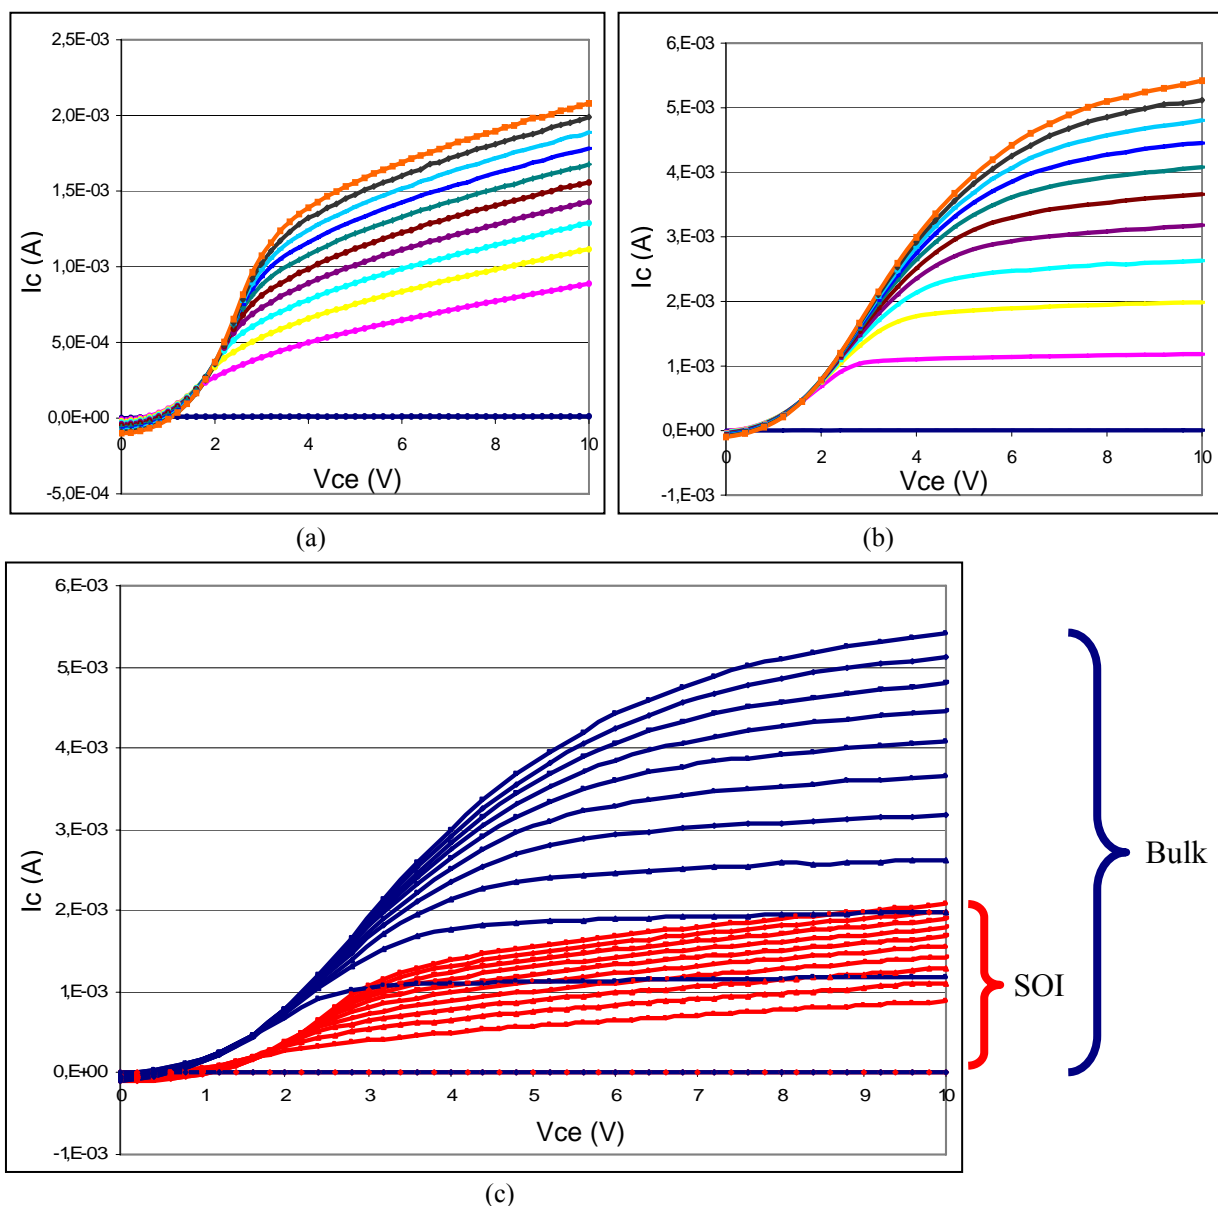 2,5E-03
2,0E-03
1,5E-03
1,0E-03
5,0E-04
0,0E+00
-5,0E-04
Ic (A)
0 2 4 6 8 10
Vce (V)
(a)
6,E-03
5,E-03
4,E-03
3,E-03
2,E-03
1,E-03
0,E+00
-1,E-03
Ic (A)
0 2 4 6 8 10
Vce (V)
(b)
6,E-03
5,E-03
4,E-03
3,E-03
2,E-03
1,E-03
0,E+00
-1,E-03
Ic (A)
0 1 2 3 4 5 6 7 8 9 10
Vce (V)
Bulk
SOI
(c)